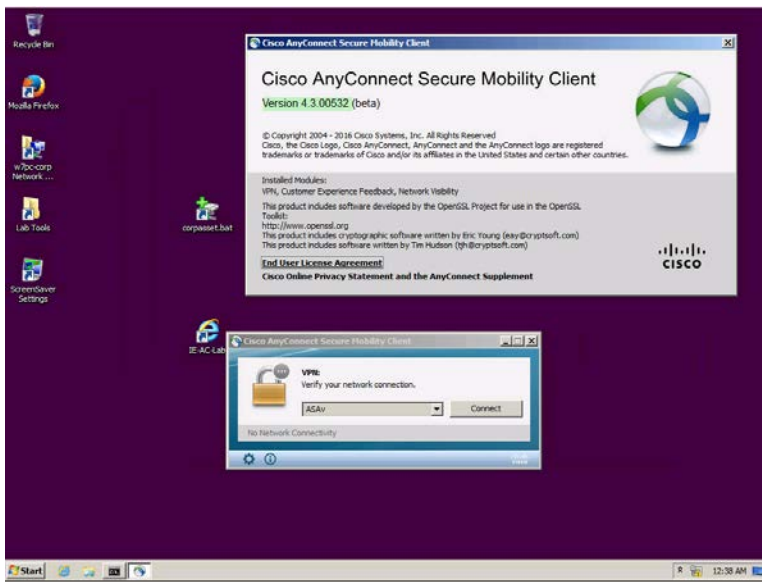 Recycle Bin
Mozilla Firefox
w7pc-corp
Network ...
Lab Tools
ScreenSaver
Settings
corpasset.bat
IE-AC-Lab
Cisco AnyConnect Secure Mobility Client
Cisco AnyConnect Secure Mobility Client
Version 4.3.00532 (beta)
© Copyright 2004 - 2016 Cisco Systems, Inc. All Rights Reserved
Cisco, the Cisco Logo, Cisco AnyConnect, AnyConnect and the AnyConnect logo are registered
trademarks or trademarks of Cisco and/or its affiliates in the United States and certain other countries.
Installed Modules:
VPN, Customer Experience Feedback, Network Visibility
This product includes software developed by the OpenSSL Project for use in the OpenSSL
Toolkit:
http://www.openssl.org
This product includes cryptographic software written by Eric Young (eay@cryptsoft.com)
This product includes software written by Tim Hudson (tjh@cryptsoft.com)
End User License Agreement
Cisco Online Privacy Statement and the AnyConnect Supplement
CISCO
Cisco AnyConnect Secure Mobility Client
VPN:
Verify your network connection.
ASAv
Connect
No Network Connectivity
Start
12:38 AM